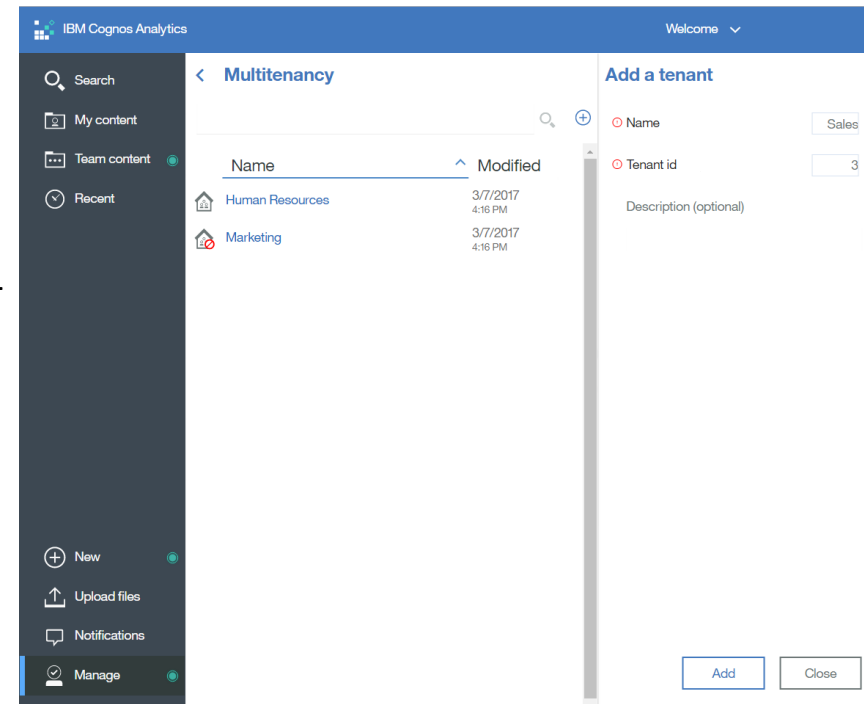 IBM Cognos Analytics
Welcome
Search
My content
Team content
Recent
New
Upload files
Notifications
Manage
Multitenancy
Name Modified
Human Resources 3/7/2017
4:16 PM
Marketing 3/7/2017
4:16 PM
Add a tenant
Name Sales
Tenant id 3
Description (optional)
Add Close